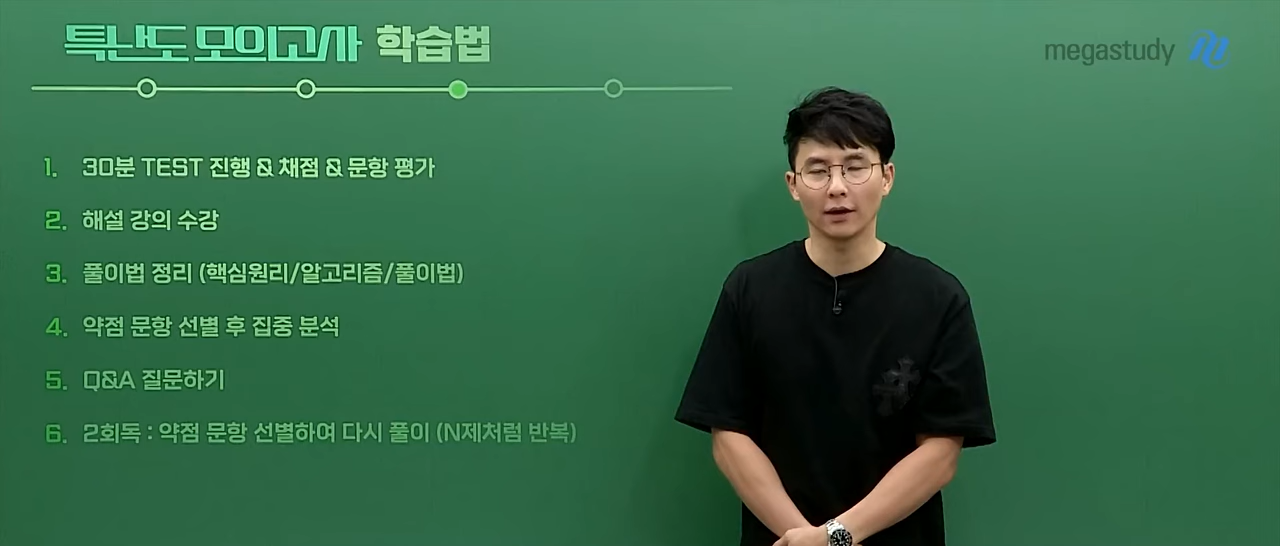 특난도 모의고사 학습법
megastudy
1. 30분 TEST 진행 & 채점 & 문항 평가
2. 해설 강의 수강
3. 풀이법 정리 (핵심원리/알고리즘/풀이법)
4. 약점 문항 선별 후 집중 분석
5. Q&A 질문하기
6. 2회독 : 약점 문항 선별하여 다시 풀이 (N제처럼 반복)